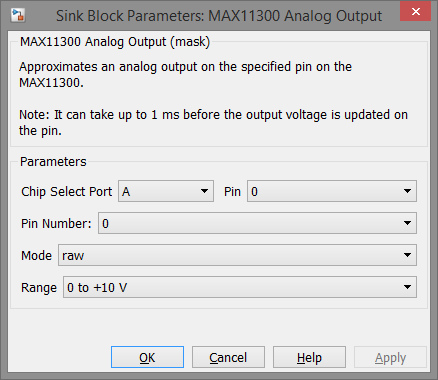 Sink Block Parameters: MAX11300 Analog Output
MAX11300 Analog Output (mask)
Approximates an analog output on the specified pin on the
MAX11300.
Note: It can take up to 1 ms before the output voltage is updated on
the pin.
Parameters
Chip Select Port A Pin 0
Pin Number: 0
Mode raw
Range 0 to +10 V
OK Cancel Help Apply